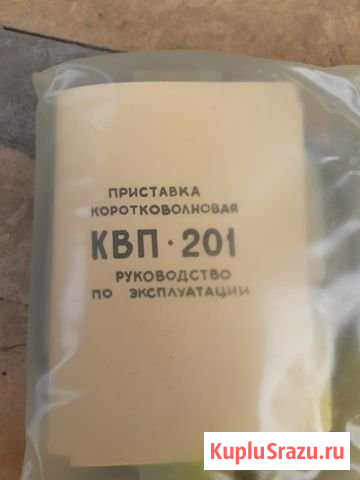 ПРИСТАВКА
КОРОТКОВОЛНОВАЯ
КВП·201
РУКОВОДСТВО
ПО ЭКСПЛУАТАЦИИ
KupluSrazu.ru